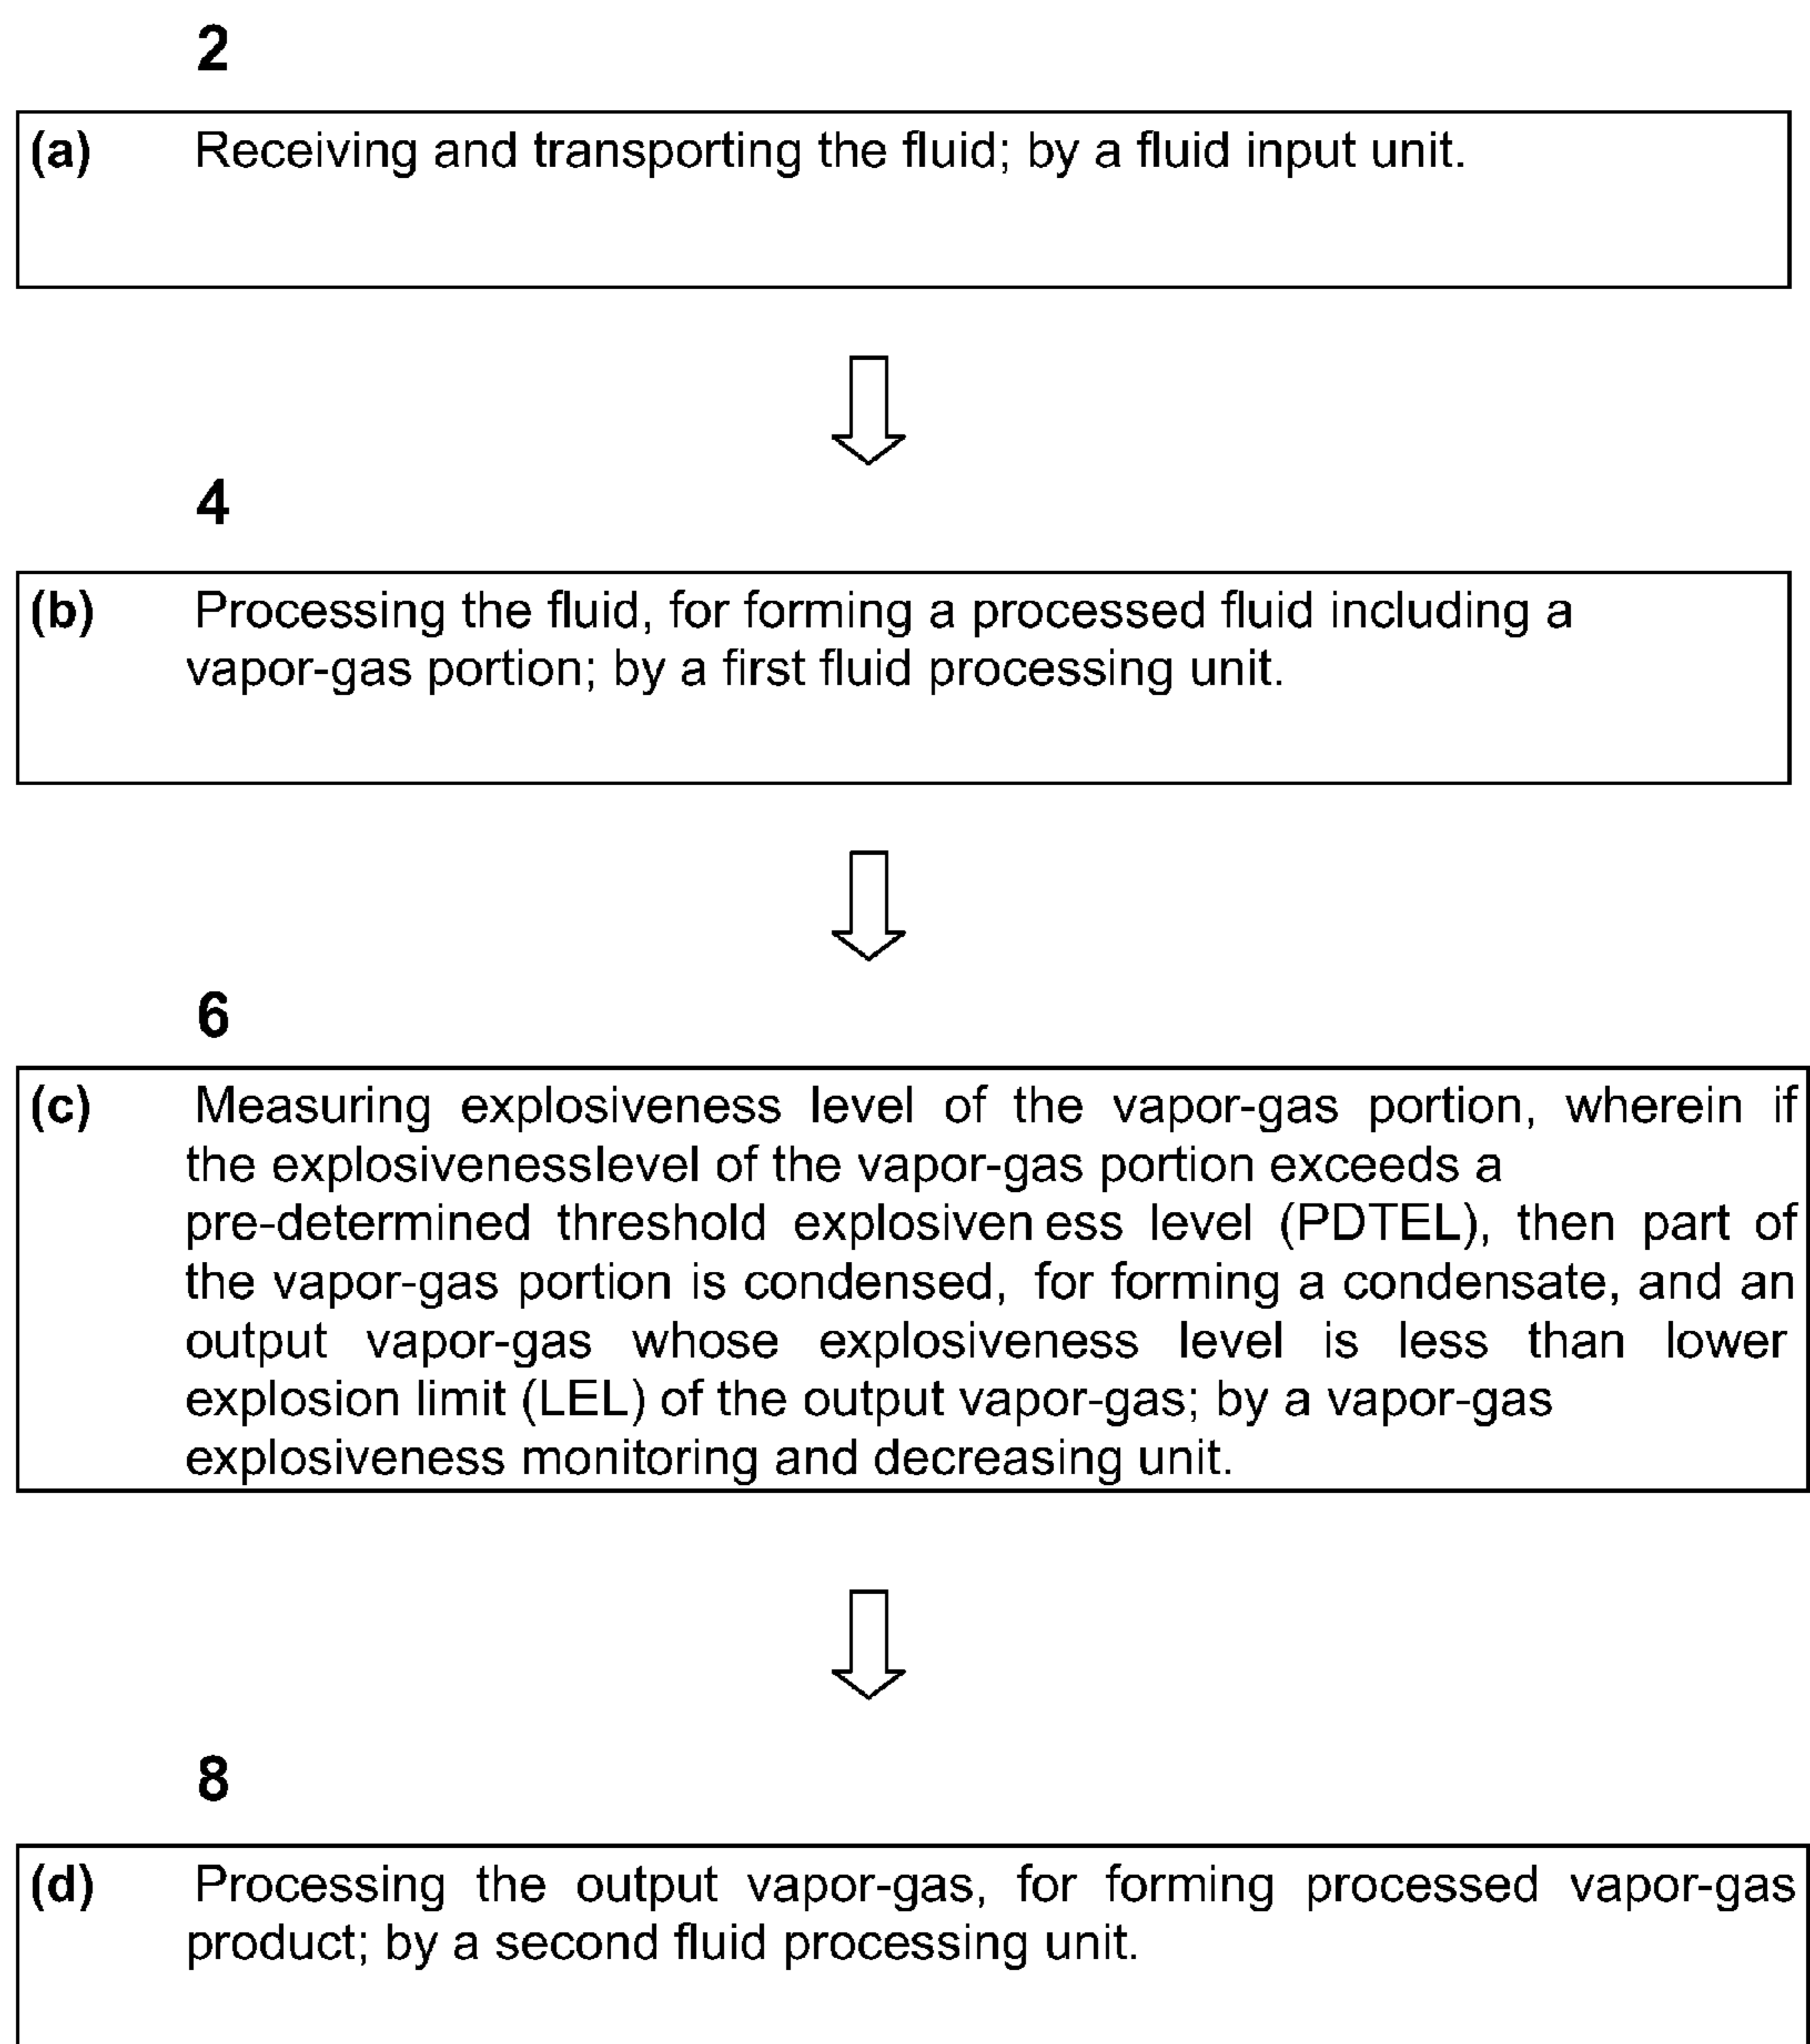 2
(a) Receiving and transporting the fluid; by a fluid input unit.
4
(b) Processing the fluid, for forming a processed fluid including a
vapor-gas portion; by a first fluid processing unit.
6
(c) Measuring explosiveness level of the vapor-gas portion, wherein if
the explosivenesslevel of the vapor-gas portion exceeds a
pre-determined threshold explosiven ess level (PDTEL), then part of
the vapor-gas portion is condensed, for forming a condensate, and an
output vapor-gas whose explosiveness level is less than lower
explosion limit (LEL) of the output vapor-gas; by a vapor-gas
explosiveness monitoring and decreasing unit.
8
(d) Processing the output vapor-gas, for forming processed vapor-gas
product; by a second fluid processing unit.